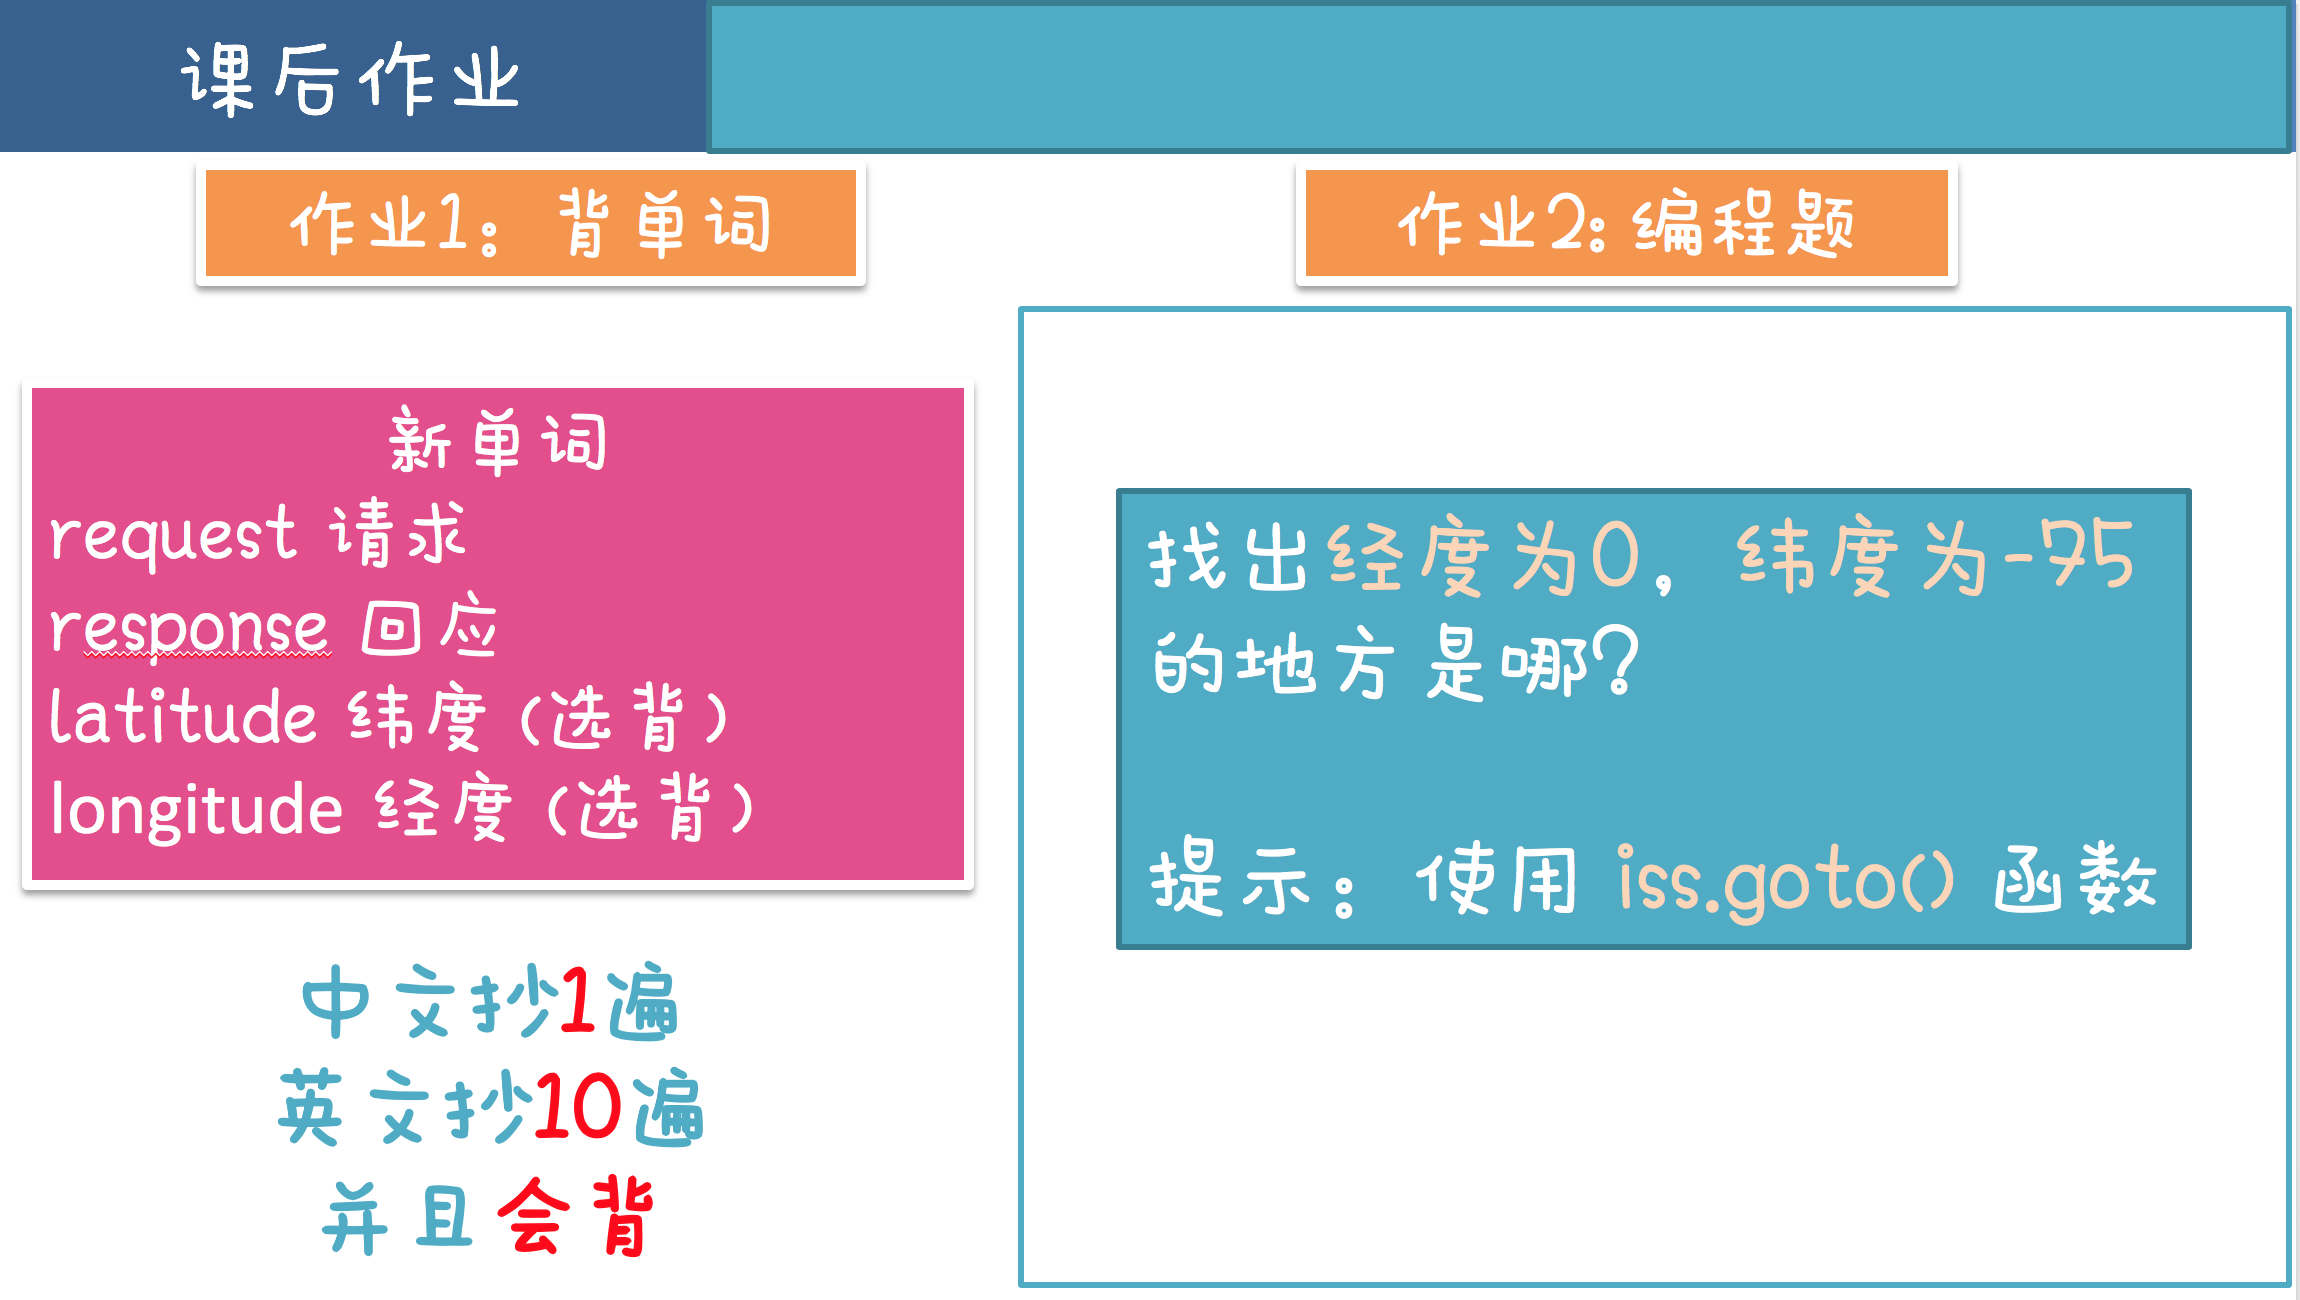 课后作业
作业1： 背单词
新单词
request 请求
response 回应
latitude 纬度（选背）
longitude 经度（选背）
中文抄1遍
英文抄10遍
并且会背
作业2：编程题
找出经度为0，纬度为-75
的地方是哪？
提示：使用 iss.goto() 函数